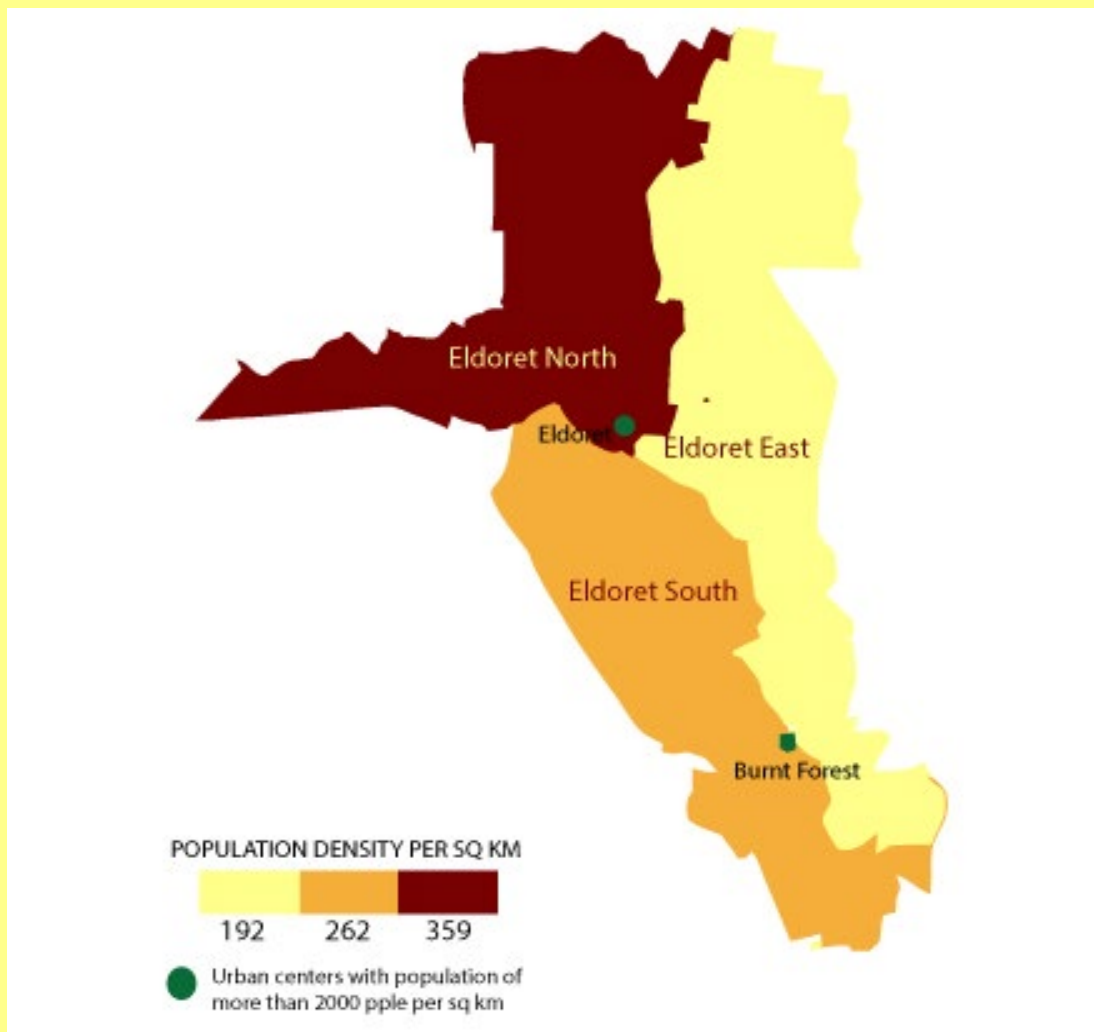 Eldoret North
Eldoret
Eldoret East
Eldoret South
Burnt Forest
POPULATION DENSITY PER SQ KM
192 262 359
Urban centers with population of
more than 2000 pple per sq km